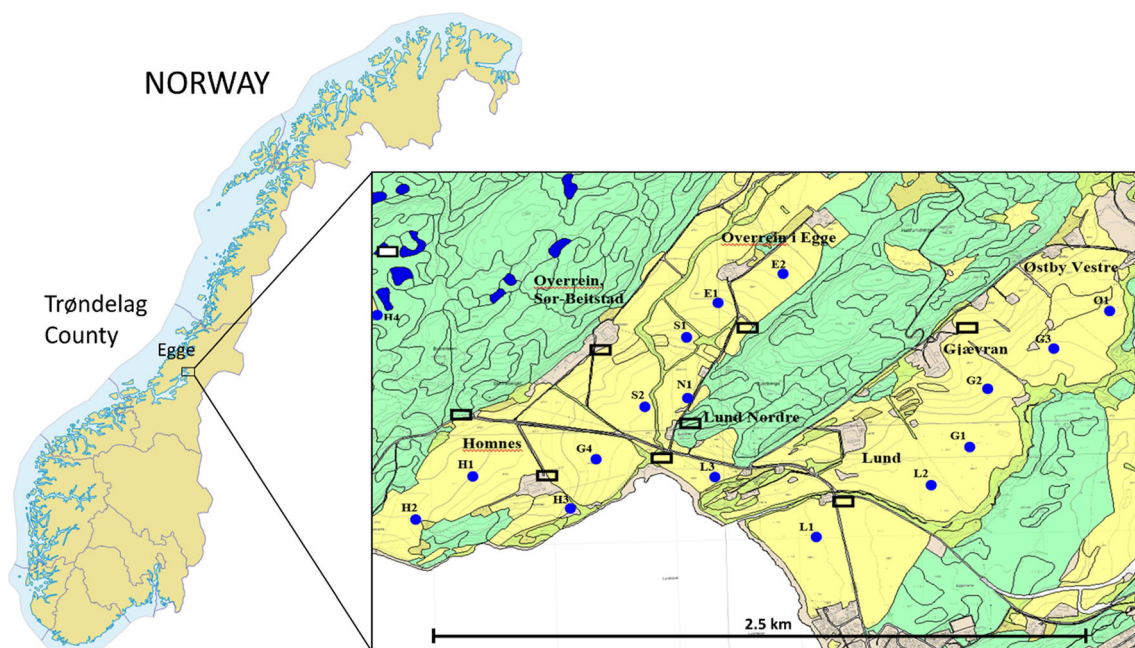 NORWAY
Trøndelag
County
Egge
Overrein i Egge
E2
Østby Vestre
Overrein,
Sør-Beitstad
E1
Ø1
H4
S1
Gjævran
G3
G2
N1
S2
Lund Nordre
Homnes
G1
G4
Lund
H1
L3
L2
H3
H2
L1
2.5 km